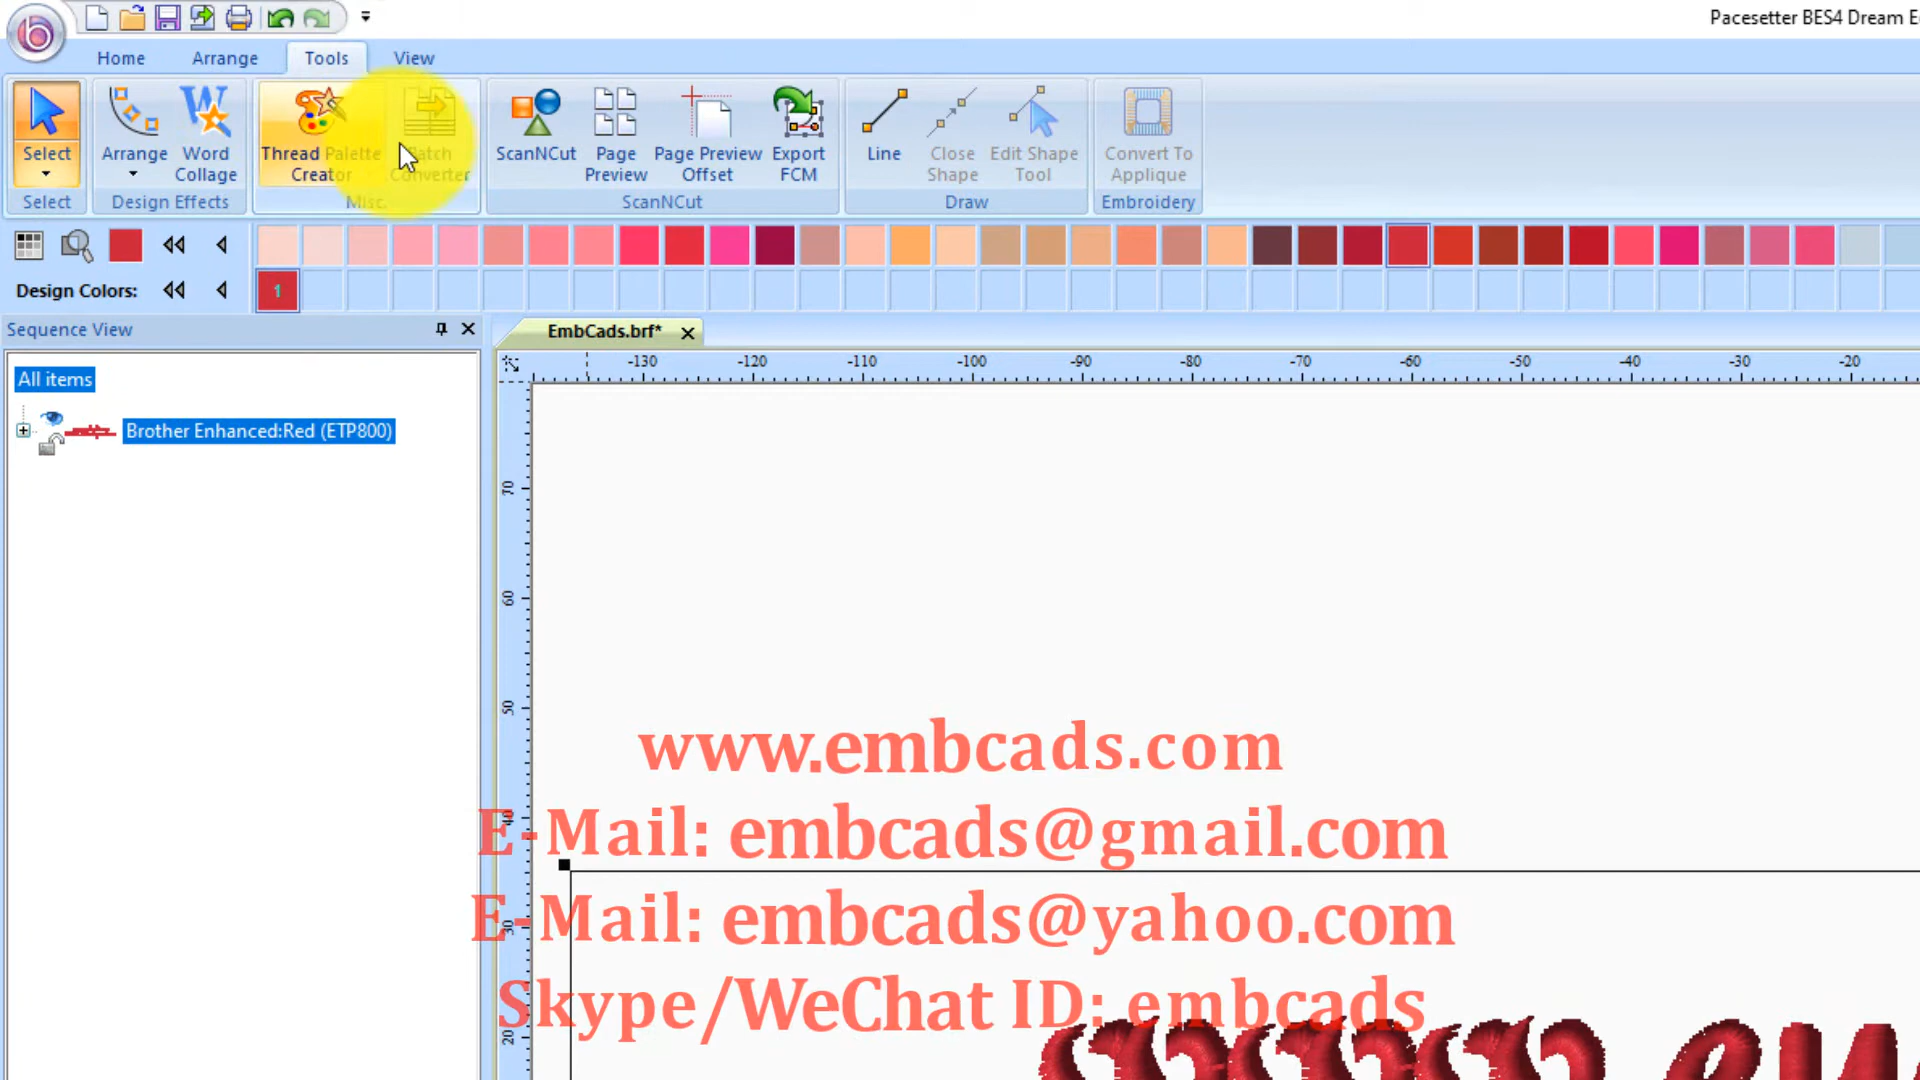 Pacesetter BES4 Dream E
Home Arrange Tools View
Select Arrange Word Collage Thread Palette Creator Batch Converter ScanNCut Page Preview Page Preview Offset Export FCM Line Close Shape Edit Shape Tool Convert To Applique
Select Design Effects Misc. ScanNCut Draw Embroidery
Design Colors: 1
Sequence View
EmbCads.brf*
-130 -120 -110 -100 -90 -80 -70 -60 -50 -40 -30 -20
All items
Brother Enhanced:Red (ETP800)
70
60
50
www.embcads.com
40
E-Mail: embcads@gmail.com
E-Mail: embcads@yahoo.com
30
Skype/WeChat ID: embcads
20